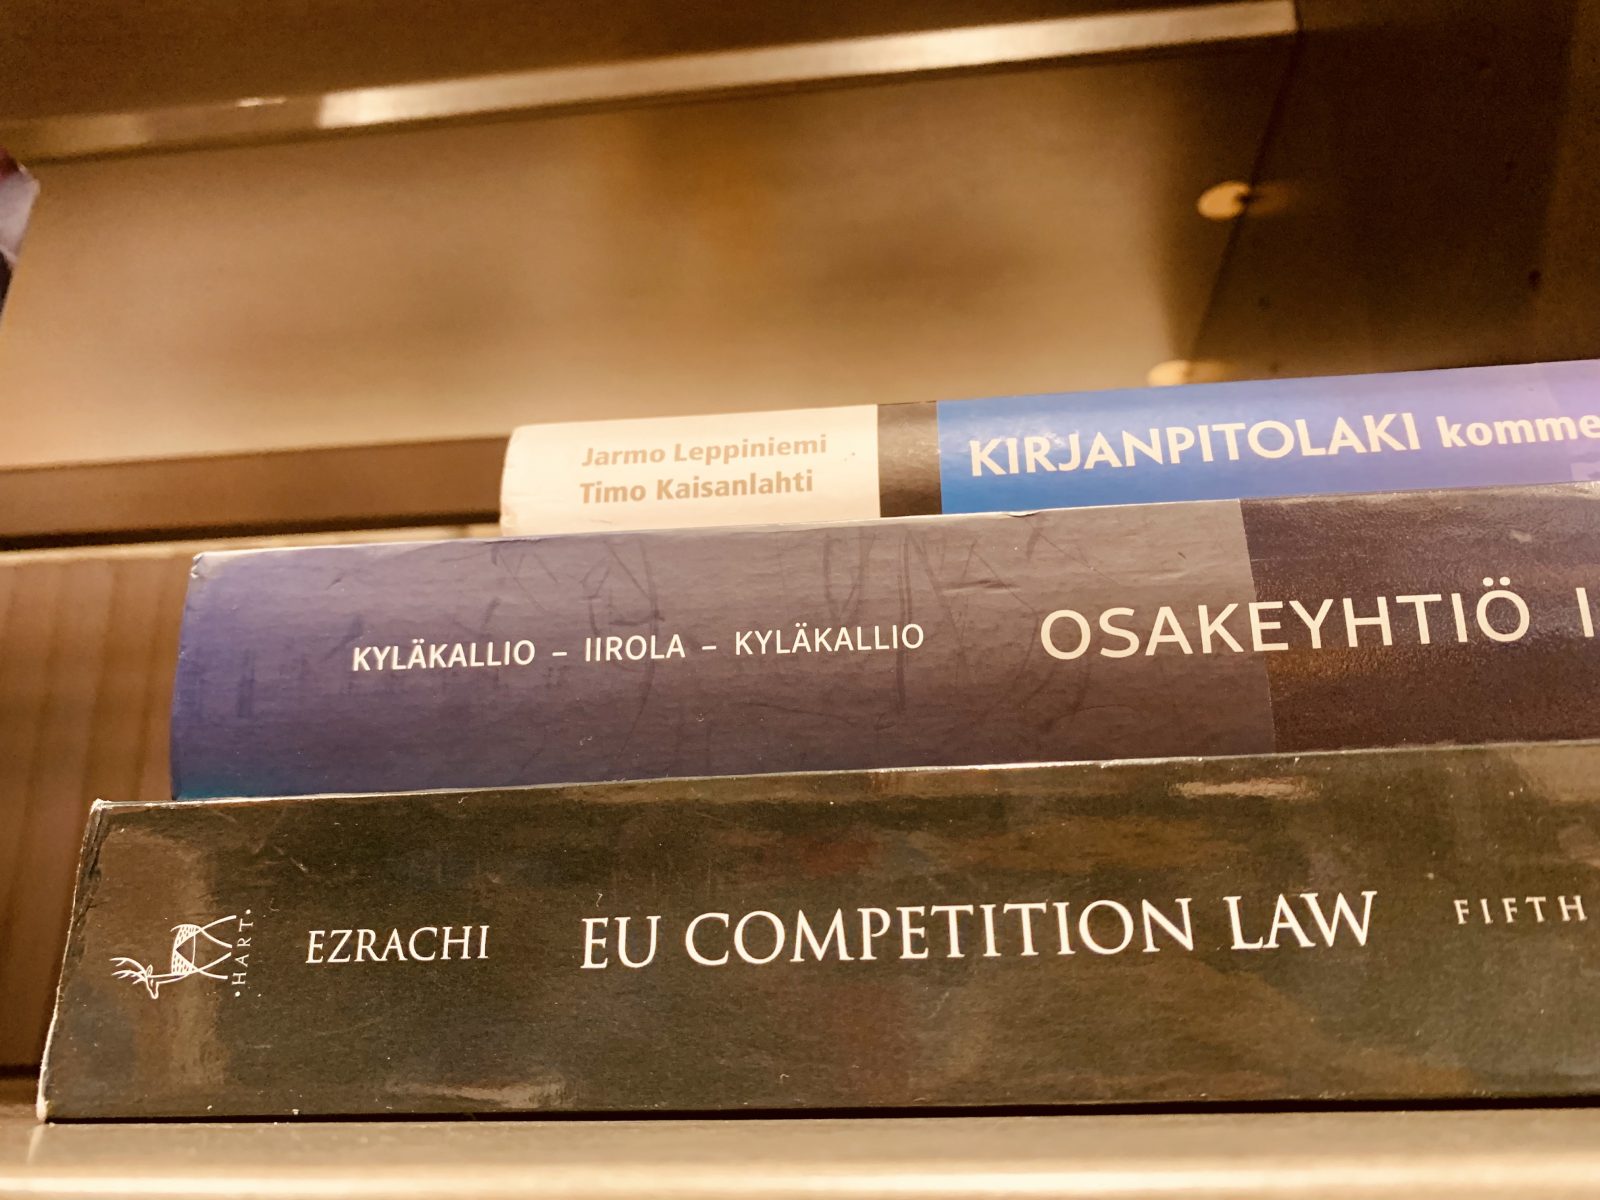 Jarmo Leppiniemi
Timo Kaisanlahti
KIRJANPITOLAKI komme
KYLÄKALLIO – IIROLA – KYLÄKALLIO
OSAKEYHTIÖ I
·HART·
EZRACHI
EU COMPETITION LAW
FIFTH